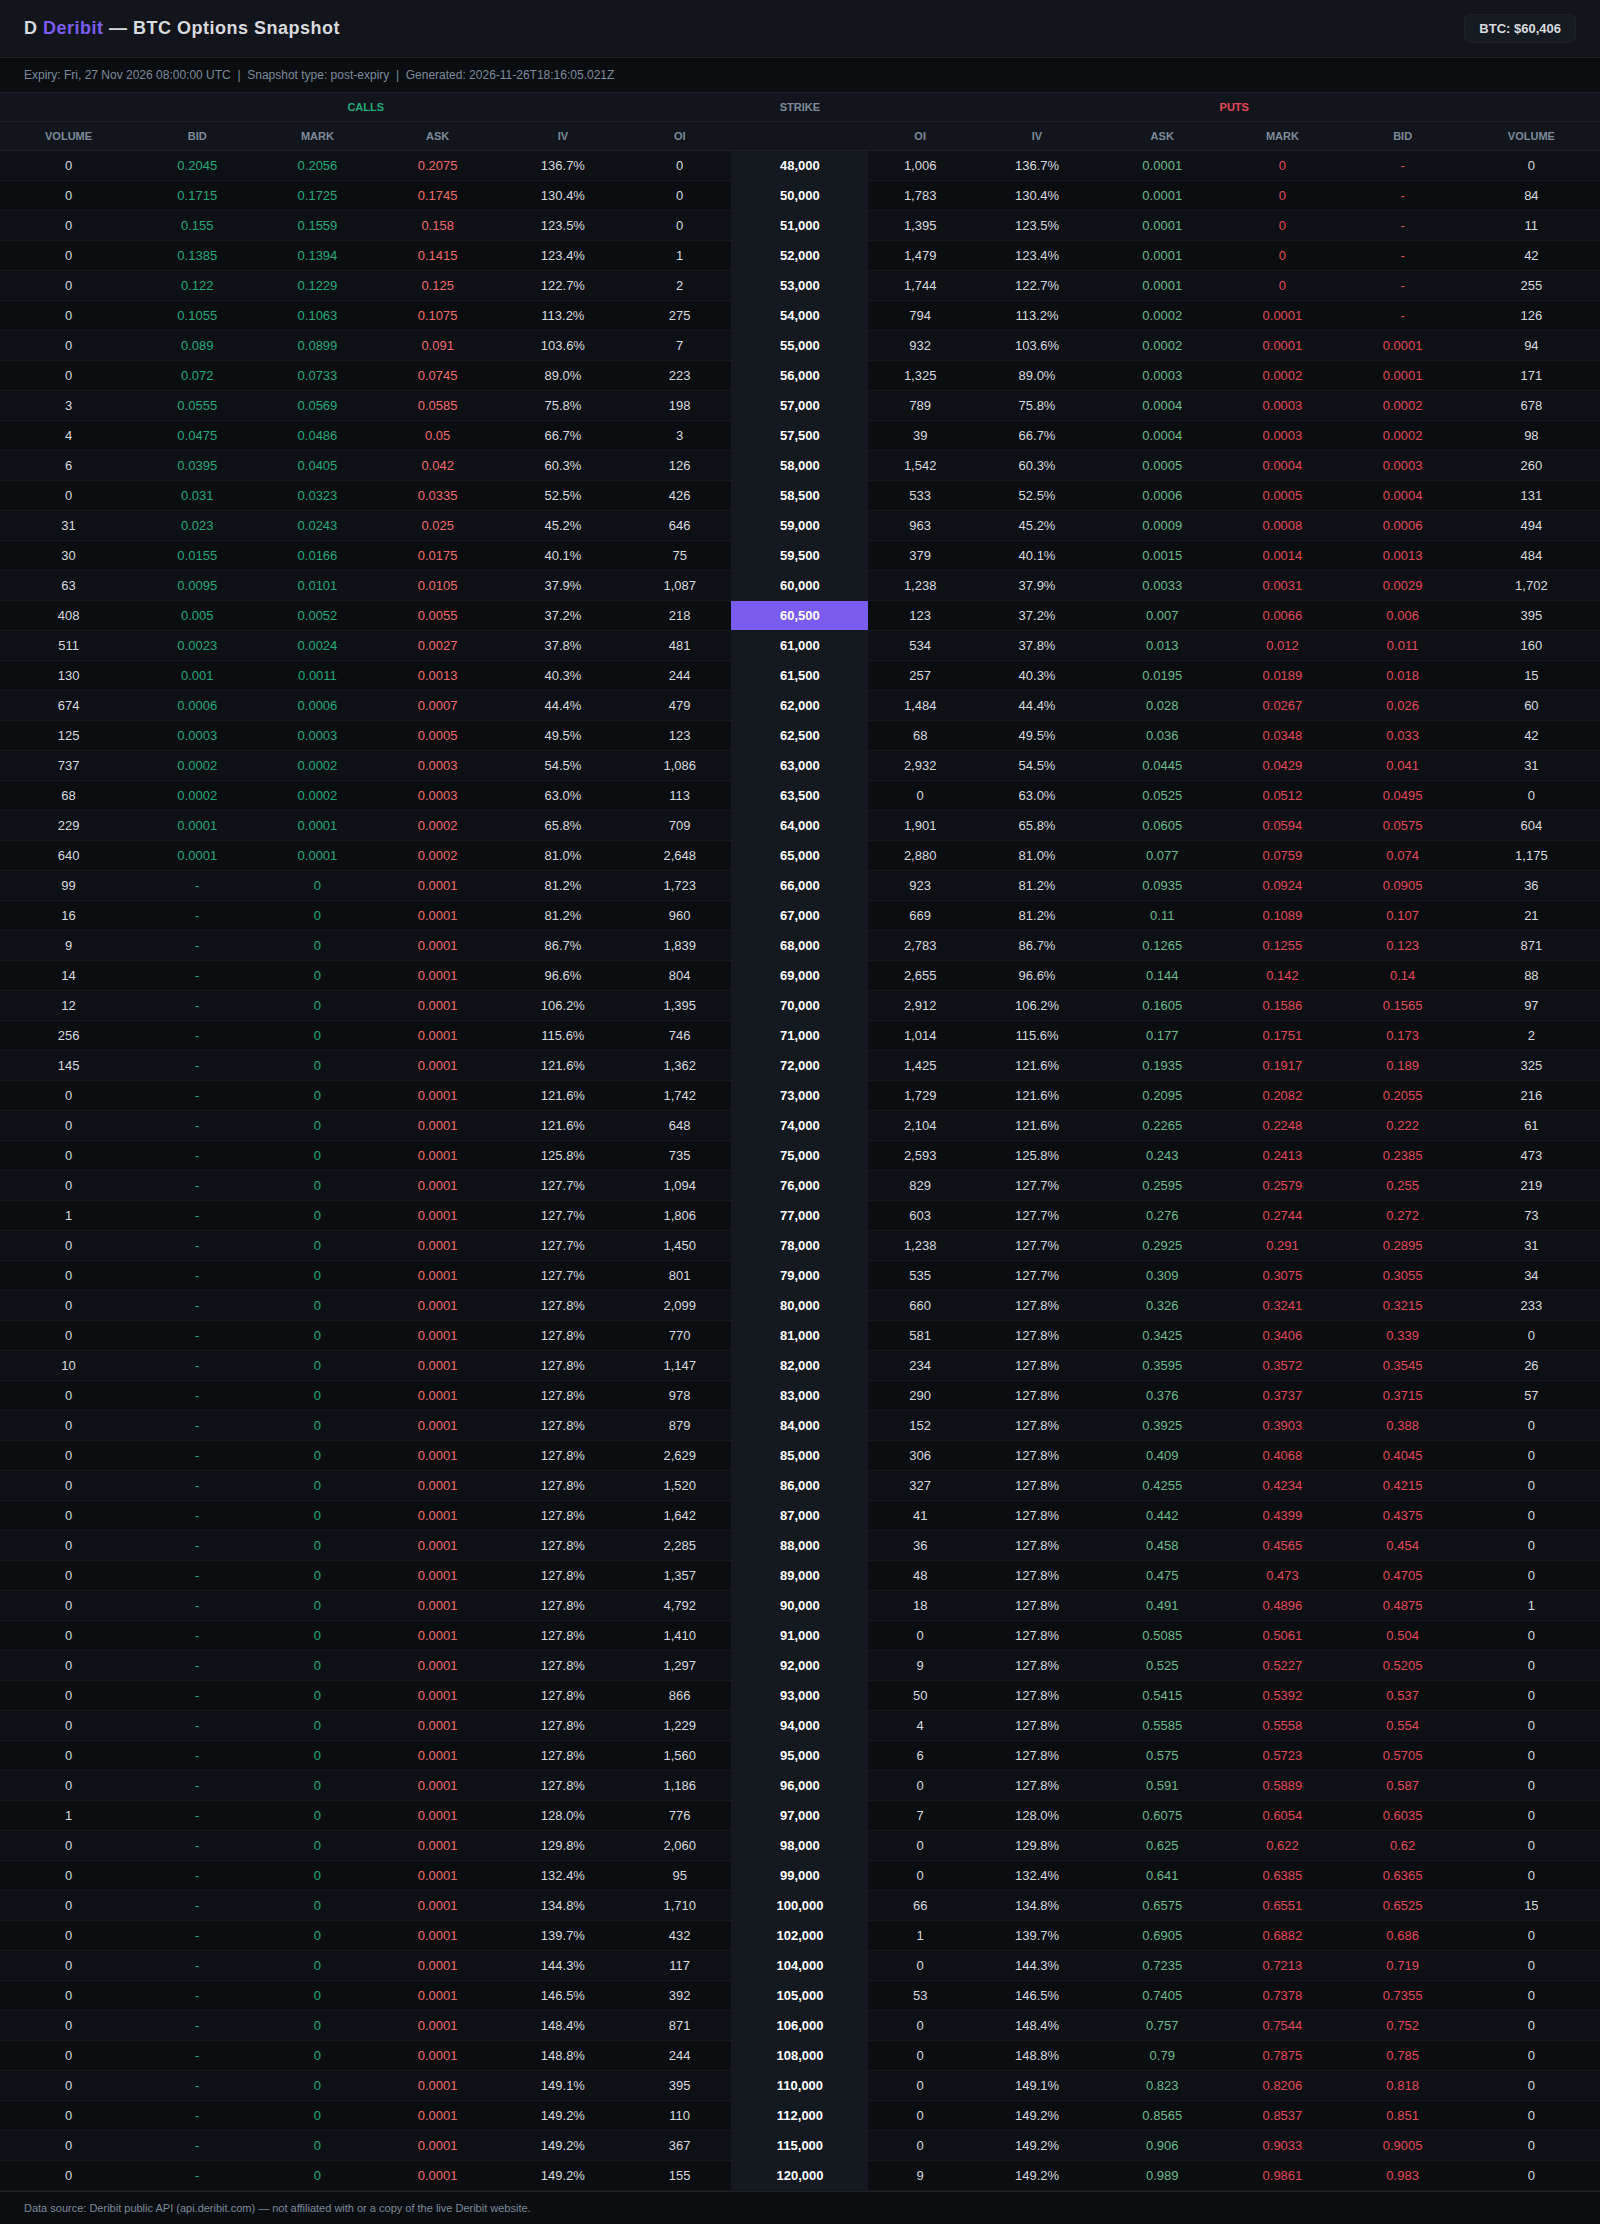 D Deribit — BTC Options Snapshot
BTC: $60,406
Expiry: Fri, 27 Nov 2026 08:00:00 UTC | Snapshot type: post-expiry | Generated: 2026-11-26T18:16:05.021Z
CALLS STRIKE PUTS
VOLUME BID MARK ASK IV OI OI IV ASK MARK BID VOLUME
0 0.2045 0.2056 0.2075 136.7% 0 48,000 1,006 136.7% 0.0001 0 - 0
0 0.1715 0.1725 0.1745 130.4% 0 50,000 1,783 130.4% 0.0001 0 - 84
0 0.155 0.1559 0.158 123.5% 0 51,000 1,395 123.5% 0.0001 0 - 11
0 0.1385 0.1394 0.1415 123.4% 1 52,000 1,479 123.4% 0.0001 0 - 42
0 0.122 0.1229 0.125 122.7% 2 53,000 1,744 122.7% 0.0001 0 - 255
0 0.1055 0.1063 0.1075 113.2% 275 54,000 794 113.2% 0.0002 0.0001 - 126
0 0.089 0.0899 0.091 103.6% 7 55,000 932 103.6% 0.0002 0.0001 0.0001 94
0 0.072 0.0733 0.0745 89.0% 223 56,000 1,325 89.0% 0.0003 0.0002 0.0001 171
3 0.0555 0.0569 0.0585 75.8% 198 57,000 789 75.8% 0.0004 0.0003 0.0002 678
4 0.0475 0.0486 0.05 66.7% 3 57,500 39 66.7% 0.0004 0.0003 0.0002 98
6 0.0395 0.0405 0.042 60.3% 126 58,000 1,542 60.3% 0.0005 0.0004 0.0003 260
0 0.031 0.0323 0.0335 52.5% 426 58,500 533 52.5% 0.0006 0.0005 0.0004 131
31 0.023 0.0243 0.025 45.2% 646 59,000 963 45.2% 0.0009 0.0008 0.0006 494
30 0.0155 0.0166 0.0175 40.1% 75 59,500 379 40.1% 0.0015 0.0014 0.0013 484
63 0.0095 0.0101 0.0105 37.9% 1,087 60,000 1,238 37.9% 0.0033 0.0031 0.0029 1,702
408 0.005 0.0052 0.0055 37.2% 218 60,500 123 37.2% 0.007 0.0066 0.006 395
511 0.0023 0.0024 0.0027 37.8% 481 61,000 534 37.8% 0.013 0.012 0.011 160
130 0.001 0.0011 0.0013 40.3% 244 61,500 257 40.3% 0.0195 0.0189 0.018 15
674 0.0006 0.0006 0.0007 44.4% 479 62,000 1,484 44.4% 0.028 0.0267 0.026 60
125 0.0003 0.0003 0.0005 49.5% 123 62,500 68 49.5% 0.036 0.0348 0.033 42
737 0.0002 0.0002 0.0003 54.5% 1,086 63,000 2,932 54.5% 0.0445 0.0429 0.041 31
68 0.0002 0.0002 0.0003 63.0% 113 63,500 0 63.0% 0.0525 0.0512 0.0495 0
229 0.0001 0.0001 0.0002 65.8% 709 64,000 1,901 65.8% 0.0605 0.0594 0.0575 604
640 0.0001 0.0001 0.0002 81.0% 2,648 65,000 2,880 81.0% 0.077 0.0759 0.074 1,175
99 - 0 0.0001 81.2% 1,723 66,000 923 81.2% 0.0935 0.0924 0.0905 36
16 - 0 0.0001 81.2% 960 67,000 669 81.2% 0.11 0.1089 0.107 21
9 - 0 0.0001 86.7% 1,839 68,000 2,783 86.7% 0.1265 0.1255 0.123 871
14 - 0 0.0001 96.6% 804 69,000 2,655 96.6% 0.144 0.142 0.14 88
12 - 0 0.0001 106.2% 1,395 70,000 2,912 106.2% 0.1605 0.1586 0.1565 97
256 - 0 0.0001 115.6% 746 71,000 1,014 115.6% 0.177 0.1751 0.173 2
145 - 0 0.0001 121.6% 1,362 72,000 1,425 121.6% 0.1935 0.1917 0.189 325
0 - 0 0.0001 121.6% 1,742 73,000 1,729 121.6% 0.2095 0.2082 0.2055 216
0 - 0 0.0001 121.6% 648 74,000 2,104 121.6% 0.2265 0.2248 0.222 61
0 - 0 0.0001 125.8% 735 75,000 2,593 125.8% 0.243 0.2413 0.2385 473
0 - 0 0.0001 127.7% 1,094 76,000 829 127.7% 0.2595 0.2579 0.255 219
1 - 0 0.0001 127.7% 1,806 77,000 603 127.7% 0.276 0.2744 0.272 73
0 - 0 0.0001 127.7% 1,450 78,000 1,238 127.7% 0.2925 0.291 0.2895 31
0 - 0 0.0001 127.7% 801 79,000 535 127.7% 0.309 0.3075 0.3055 34
0 - 0 0.0001 127.8% 2,099 80,000 660 127.8% 0.326 0.3241 0.3215 233
0 - 0 0.0001 127.8% 770 81,000 581 127.8% 0.3425 0.3406 0.339 0
10 - 0 0.0001 127.8% 1,147 82,000 234 127.8% 0.3595 0.3572 0.3545 26
0 - 0 0.0001 127.8% 978 83,000 290 127.8% 0.376 0.3737 0.3715 57
0 - 0 0.0001 127.8% 879 84,000 152 127.8% 0.3925 0.3903 0.388 0
0 - 0 0.0001 127.8% 2,629 85,000 306 127.8% 0.409 0.4068 0.4045 0
0 - 0 0.0001 127.8% 1,520 86,000 327 127.8% 0.4255 0.4234 0.4215 0
0 - 0 0.0001 127.8% 1,642 87,000 41 127.8% 0.442 0.4399 0.4375 0
0 - 0 0.0001 127.8% 2,285 88,000 36 127.8% 0.458 0.4565 0.454 0
0 - 0 0.0001 127.8% 1,357 89,000 48 127.8% 0.475 0.473 0.4705 0
0 - 0 0.0001 127.8% 4,792 90,000 18 127.8% 0.491 0.4896 0.4875 1
0 - 0 0.0001 127.8% 1,410 91,000 0 127.8% 0.5085 0.5061 0.504 0
0 - 0 0.0001 127.8% 1,297 92,000 9 127.8% 0.525 0.5227 0.5205 0
0 - 0 0.0001 127.8% 866 93,000 50 127.8% 0.5415 0.5392 0.537 0
0 - 0 0.0001 127.8% 1,229 94,000 4 127.8% 0.5585 0.5558 0.554 0
0 - 0 0.0001 127.8% 1,560 95,000 6 127.8% 0.575 0.5723 0.5705 0
0 - 0 0.0001 127.8% 1,186 96,000 0 127.8% 0.591 0.5889 0.587 0
1 - 0 0.0001 128.0% 776 97,000 7 128.0% 0.6075 0.6054 0.6035 0
0 - 0 0.0001 129.8% 2,060 98,000 0 129.8% 0.625 0.622 0.62 0
0 - 0 0.0001 132.4% 95 99,000 0 132.4% 0.641 0.6385 0.6365 0
0 - 0 0.0001 134.8% 1,710 100,000 66 134.8% 0.6575 0.6551 0.6525 15
0 - 0 0.0001 139.7% 432 102,000 1 139.7% 0.6905 0.6882 0.686 0
0 - 0 0.0001 144.3% 117 104,000 0 144.3% 0.7235 0.7213 0.719 0
0 - 0 0.0001 146.5% 392 105,000 53 146.5% 0.7405 0.7378 0.7355 0
0 - 0 0.0001 148.4% 871 106,000 0 148.4% 0.757 0.7544 0.752 0
0 - 0 0.0001 148.8% 244 108,000 0 148.8% 0.79 0.7875 0.785 0
0 - 0 0.0001 149.1% 395 110,000 0 149.1% 0.823 0.8206 0.818 0
0 - 0 0.0001 149.2% 110 112,000 0 149.2% 0.8565 0.8537 0.851 0
0 - 0 0.0001 149.2% 367 115,000 0 149.2% 0.906 0.9033 0.9005 0
0 - 0 0.0001 149.2% 155 120,000 9 149.2% 0.989 0.9861 0.983 0
Data source: Deribit public API (api.deribit.com) — not affiliated with or a copy of the live Deribit website.